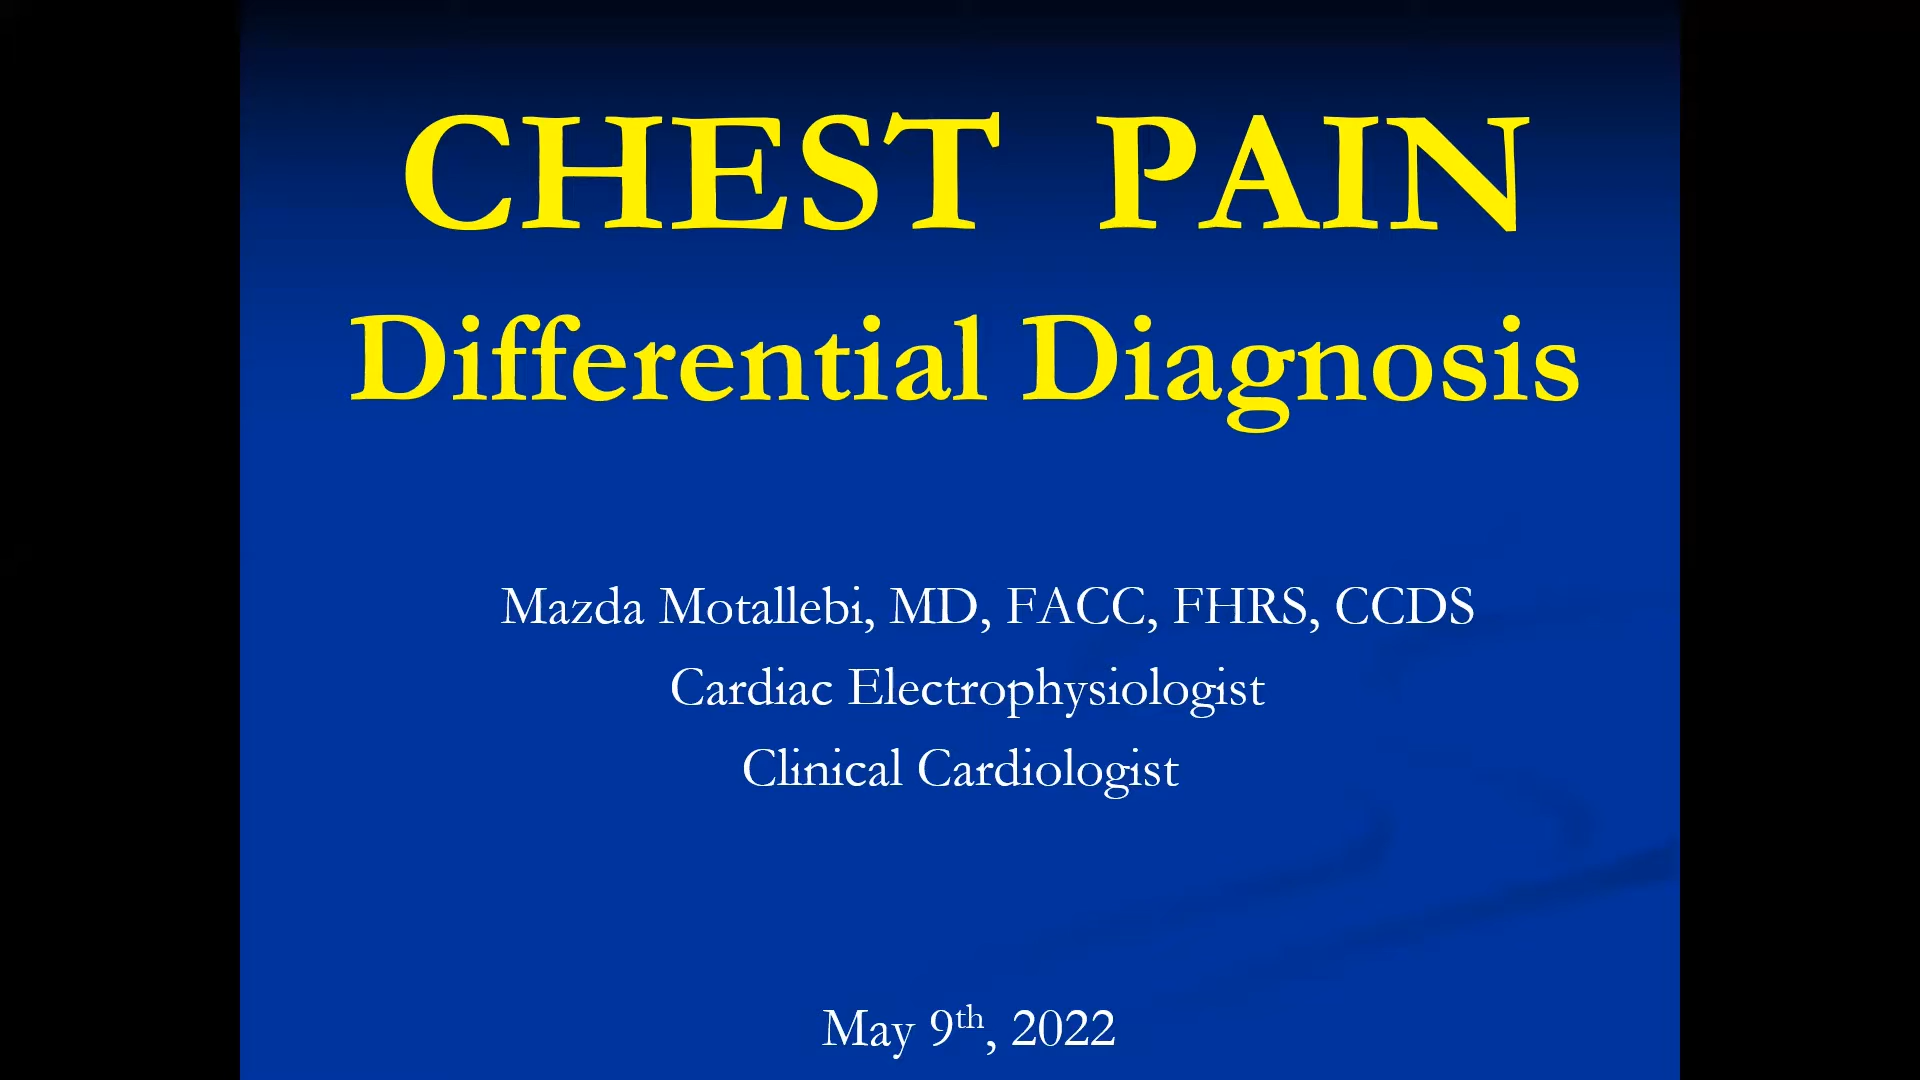 CHEST PAIN
Differential Diagnosis
Mazda Motallebi, MD, FACC, FHRS, CCDS
Cardiac Electrophysiologist
Clinical Cardiologist
May 9th, 2022